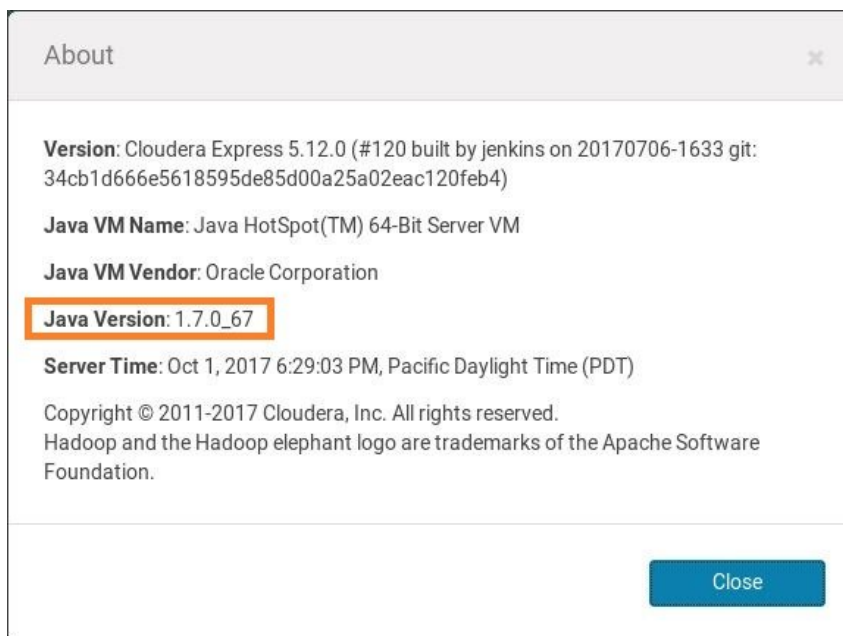 About
×
Version: Cloudera Express 5.12.0 (#120 built by jenkins on 20170706-1633 git:
34cb1d666e5618595de85d00a25a02eac120feb4)
Java VM Name: Java HotSpot(TM) 64-Bit Server VM
Java VM Vendor: Oracle Corporation
Java Version: 1.7.0_67
Server Time: Oct 1, 2017 6:29:03 PM, Pacific Daylight Time (PDT)
Copyright © 2011-2017 Cloudera, Inc. All rights reserved.
Hadoop and the Hadoop elephant logo are trademarks of the Apache Software
Foundation.
Close